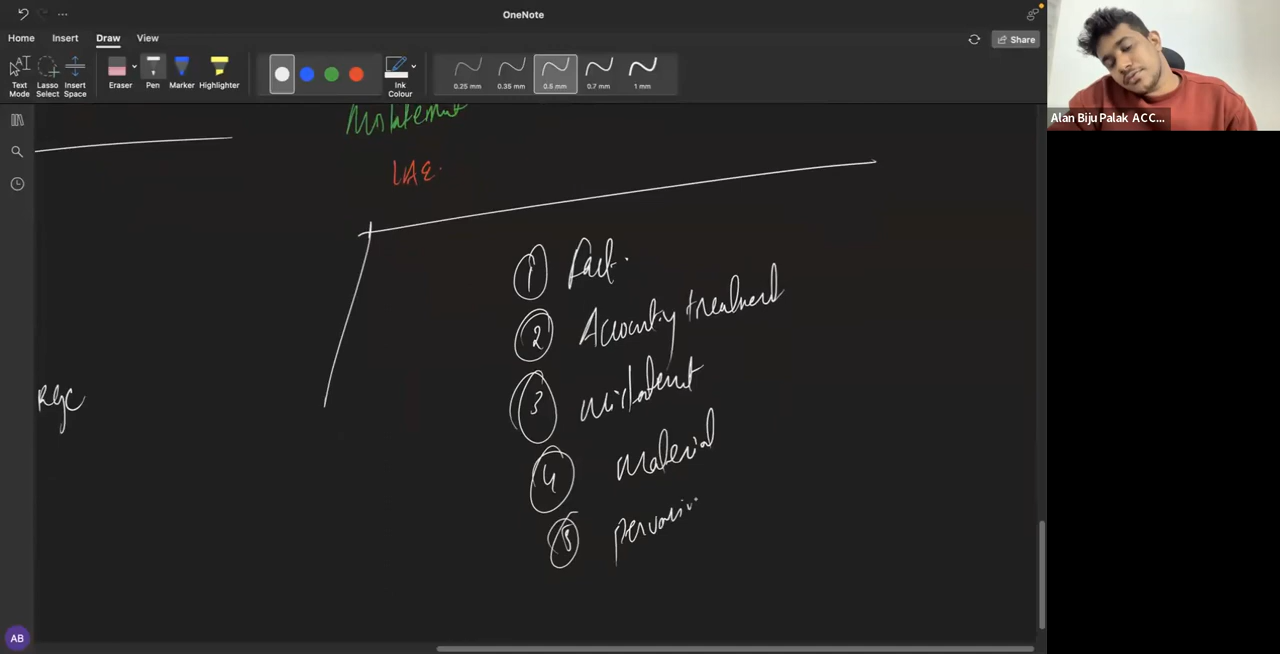 OneNote
Home Insert Draw View
Share
Text Mode
Lasso Select
Insert Space
Eraser
Pen
Marker
Highlighter
Ink Colour
0.25 mm
0.35 mm
0.5 mm
0.7 mm
1 mm
Alan Biju Palak ACC...
Misstatement
1 Fact.
2 Accounting treatment
3 Misstatement
RGC
4 Material
5 pervasiv
AB